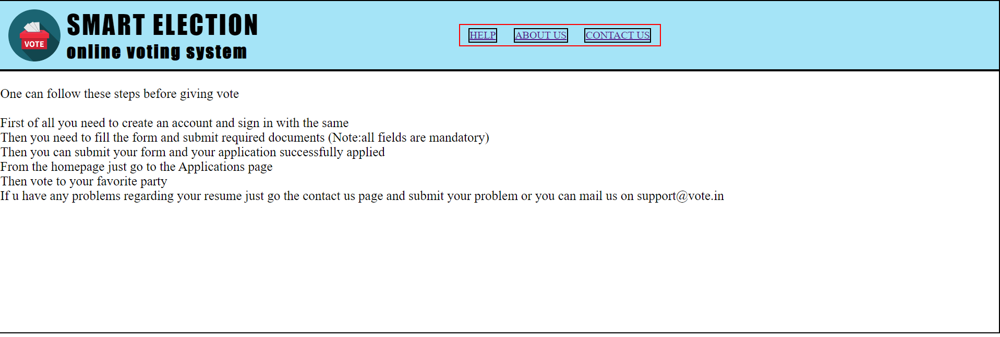 VOTE
SMART ELECTION
online voting system
HELP ABOUT US CONTACT US
One can follow these steps before giving vote
First of all you need to create an account and sign in with the same
Then you need to fill the form and submit required documents (Note:all fields are mandatory)
Then you can submit your form and your application successfully applied
From the homepage just go to the Applications page
Then vote to your favorite party
If u have any problems regarding your resume just go the contact us page and submit your problem or you can mail us on support@vote.in